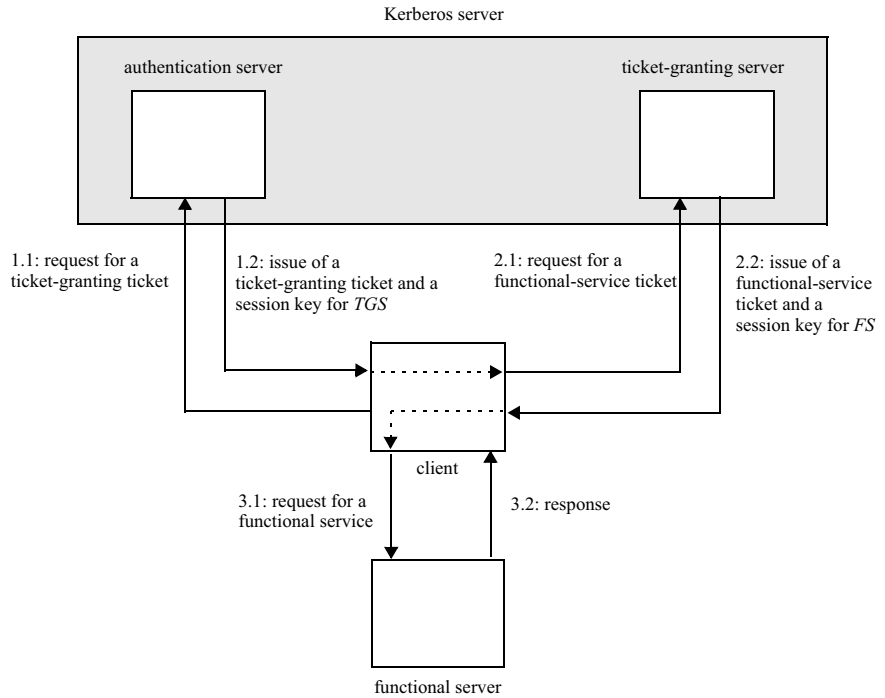 Kerberos server
authentication server
ticket-granting server
1.1: request for a
ticket-granting ticket
1.2: issue of a
ticket-granting ticket and a
session key for TGS
2.1: request for a
functional-service ticket
2.2: issue of a
functional-service
ticket and a
session key for FS
client
3.1: request for a
functional service
3.2: response
functional server